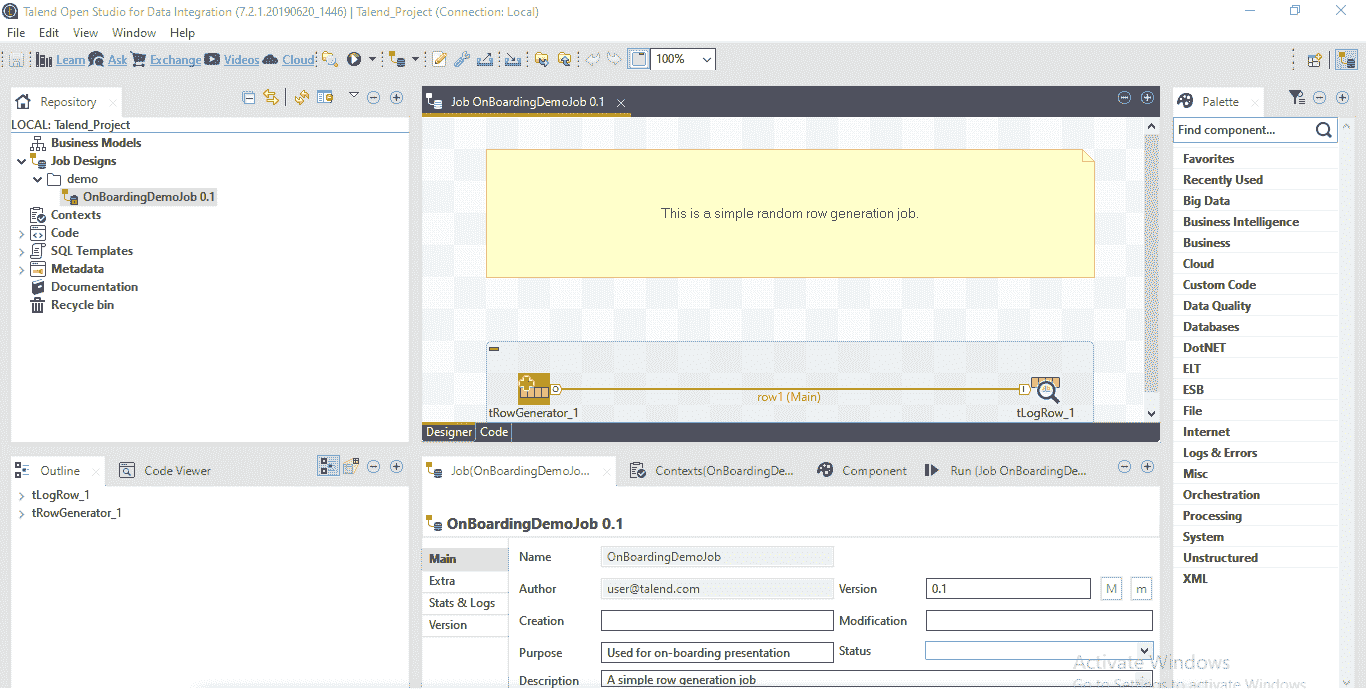 Talend Open Studio for Data Integration (7.2.1.20190620_1446) | Talend_Project (Connection: Local)
File Edit View Window Help
Learn Ask Exchange Videos Cloud 100%
Repository
LOCAL: Talend_Project
Business Models
Job Designs
demo
OnBoardingDemoJob 0.1
Contexts
Code
SQL Templates
Metadata
Documentation
Recycle bin
Job OnBoardingDemoJob 0.1
This is a simple random row generation job.
row1 (Main)
tRowGenerator_1
tLogRow_1
Designer Code
Palette
Find component...
Favorites
Recently Used
Big Data
Business Intelligence
Business
Cloud
Custom Code
Data Quality
Databases
DotNET
ELT
ESB
File
Internet
Logs & Errors
Misc
Orchestration
Processing
System
Unstructured
XML
Outline Code Viewer
tLogRow_1
tRowGenerator_1
Job(OnBoardingDemoJo... Contexts(OnBoardingDe... Component Run (Job OnBoardingDe...
OnBoardingDemoJob 0.1
Main
Extra
Stats & Logs
Version
Name OnBoardingDemoJob
Author user@talend.com Version 0.1 M m
Creation Modification
Purpose Used for on-boarding presentation Status
Description A simple row generation job
Activate Windows
Go to Settings to activate Windows.